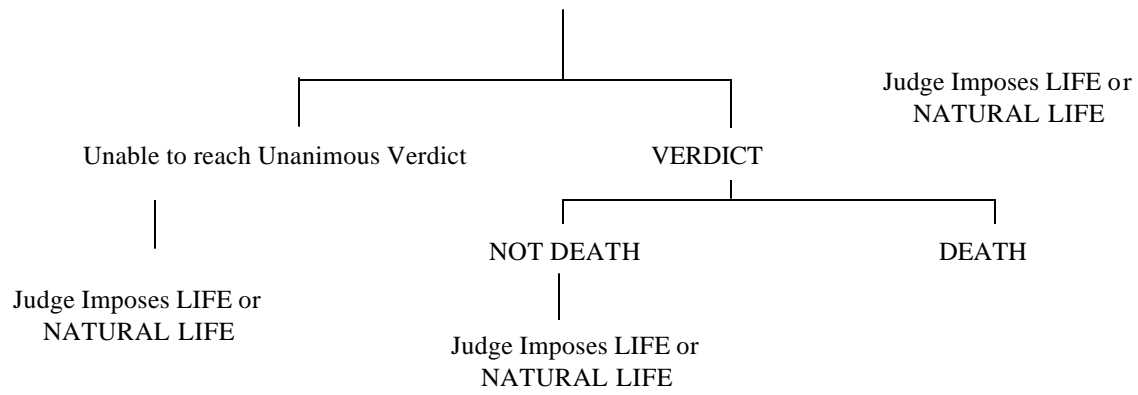 Judge Imposes LIFE or
NATURAL LIFE
Unable to reach Unanimous Verdict
VERDICT
NOT DEATH
DEATH
Judge Imposes LIFE or
NATURAL LIFE
Judge Imposes LIFE or
NATURAL LIFE